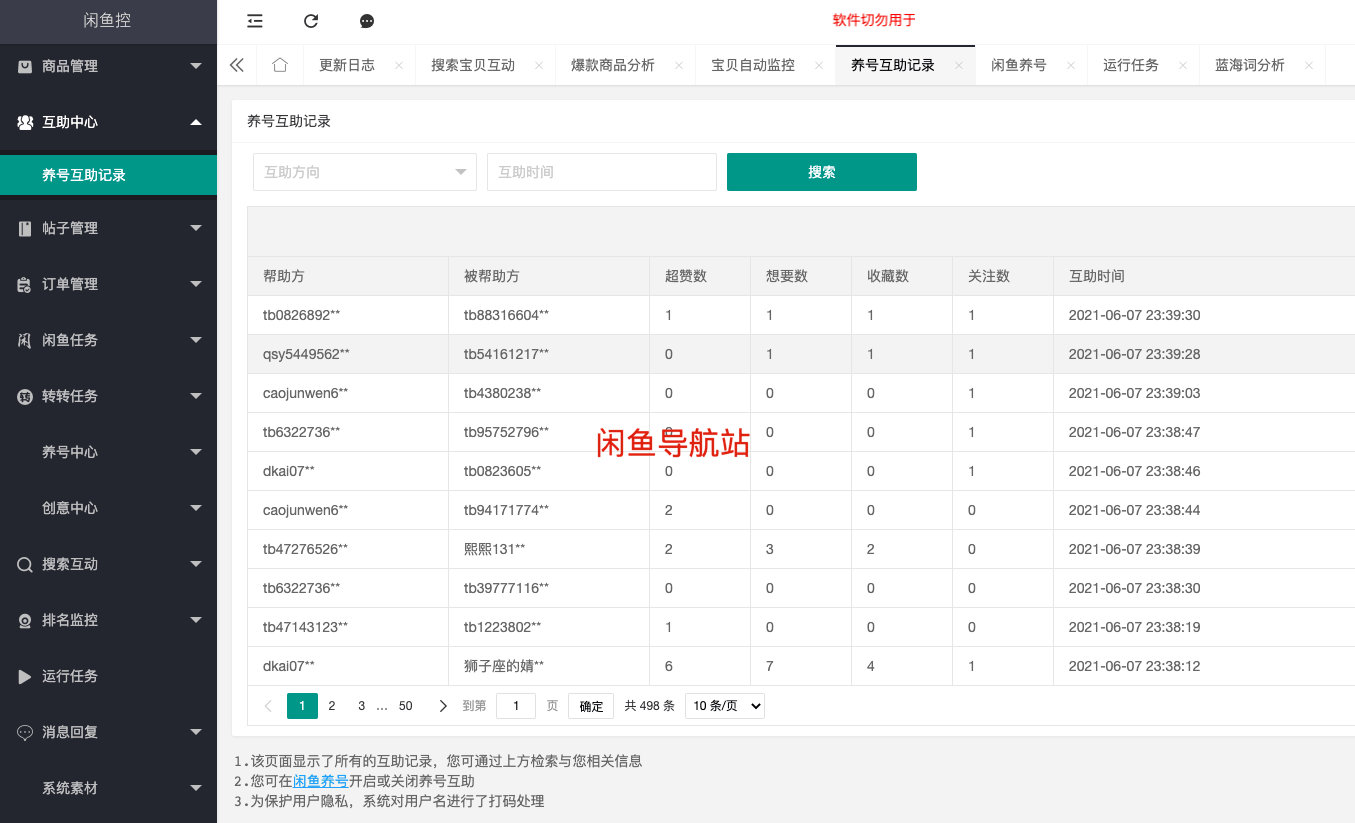 闲鱼控
软件切勿用于
更新日志 搜索宝贝互动 爆款商品分析 宝贝自动监控 养号互助记录 闲鱼养号 运行任务 蓝海词分析
商品管理
互助中心
养号互助记录
帖子管理
订单管理
闲鱼任务
转转任务
养号中心
创意中心
搜索互动
排名监控
运行任务
消息回复
系统素材
养号互助记录
互助方向 互助时间 搜索
帮助方 被帮助方 超赞数 想要数 收藏数 关注数 互助时间
tb0826892** tb88316604** 1 1 1 1 2021-06-07 23:39:30
qsy5449562** tb54161217** 0 1 1 1 2021-06-07 23:39:28
caojunwen6** tb4380238** 0 0 0 1 2021-06-07 23:39:03
tb6322736** tb95752796** 0 0 0 1 2021-06-07 23:38:47
闲鱼导航站
dkai07** tb0823605** 0 0 0 1 2021-06-07 23:38:46
caojunwen6** tb94171774** 2 0 0 0 2021-06-07 23:38:44
tb47276526** 熙熙131** 2 3 2 0 2021-06-07 23:38:39
tb6322736** tb39777116** 0 0 0 0 2021-06-07 23:38:30
tb47143123** tb1223802** 1 0 0 0 2021-06-07 23:38:19
dkai07** 狮子座的婧** 6 7 4 1 2021-06-07 23:38:12
1 2 3 … 50 到第 1 页 确定 共 498 条 10 条/页
1.该页面显示了所有的互助记录，您可通过上方检索与您相关信息
2.您可在闲鱼养号开启或关闭养号互助
3.为保护用户隐私，系统对用户名进行了打码处理